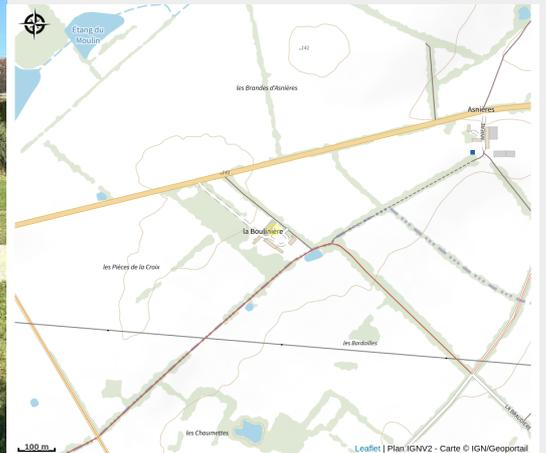 Étang du
Moulin
141
les Brandes d'Asnières
Asnières
la Boulinière
les Pièces de la Croix
les Bardoilles
les Chaumettes
100 m
Leaflet | Plan IGNV2 - Carte © IGN/Geoportail